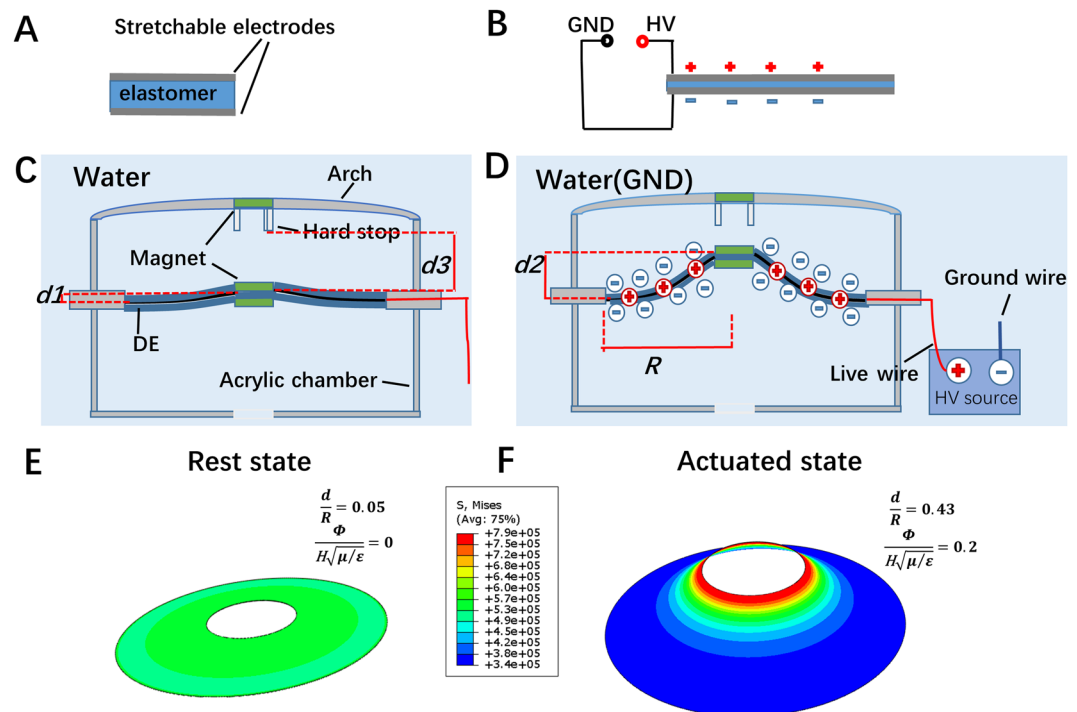 A
Stretchable electrodes
elastomer
B
GND
HV
C
Water
Arch
Hard stop
Magnet
d1
d3
DE
Acrylic chamber
D
Water(GND)
d2
R
Ground wire
Live wire
HV source
E
Rest state
d/R = 0.05
Φ/H√μ/ε = 0
S, Mises
(Avg: 75%)
+7.9e+05
+7.5e+05
+7.2e+05
+6.8e+05
+6.4e+05
+6.0e+05
+5.7e+05
+5.3e+05
+4.9e+05
+4.5e+05
+4.2e+05
+3.8e+05
+3.4e+05
F
Actuated state
d/R = 0.43
Φ/H√μ/ε = 0.2